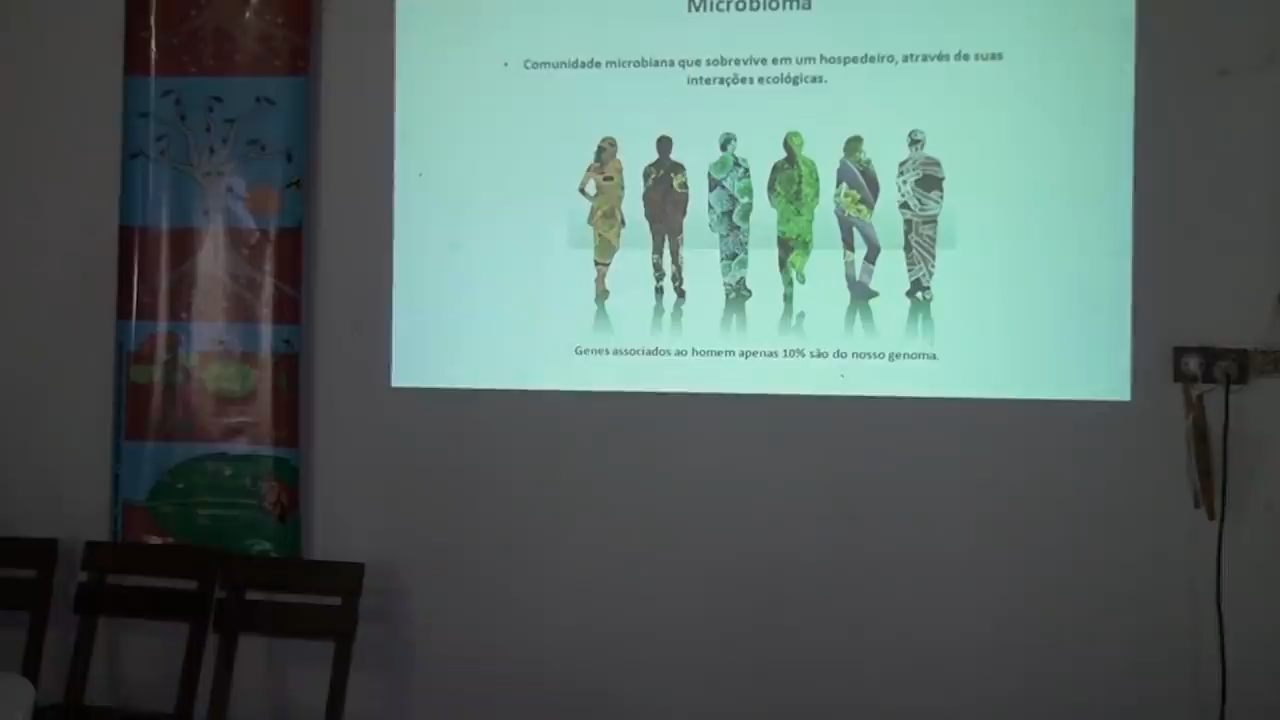 Microbioma
• Comunidade microbiana que sobrevive em um hospedeiro, através de suas
interações ecológicas.
Genes associados ao homem apenas 10% são do nosso genoma.